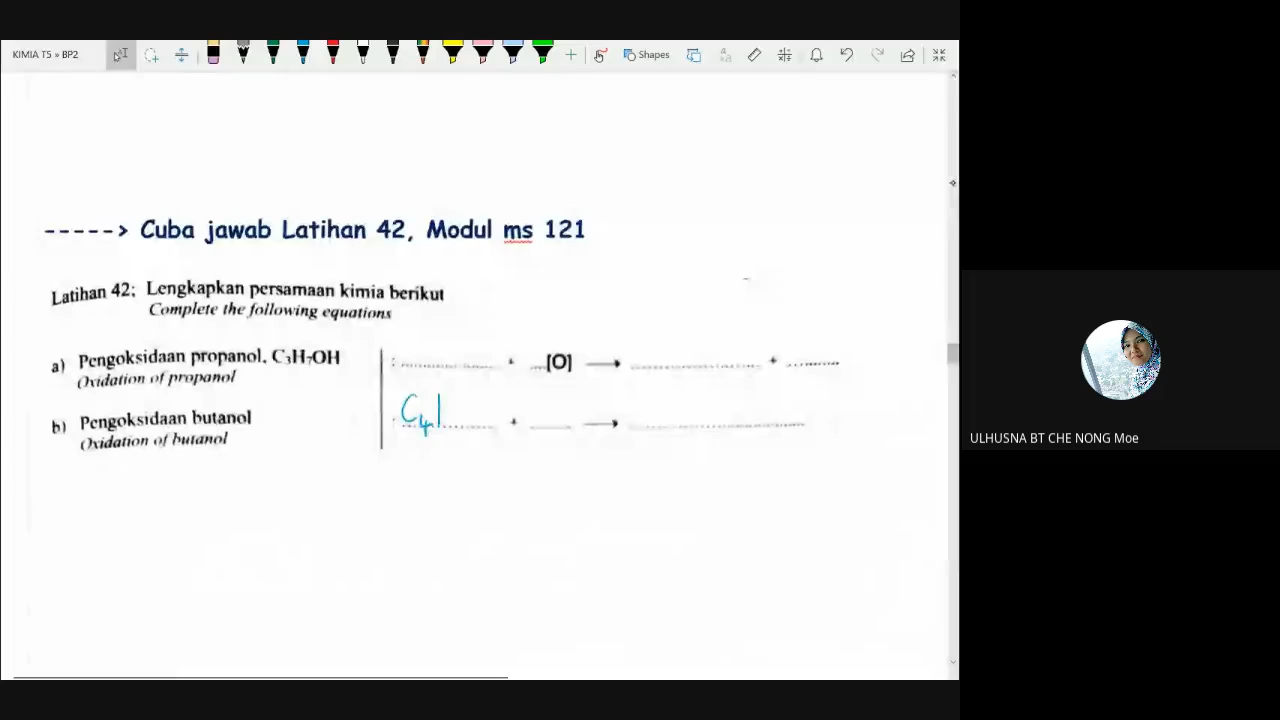 KIMIA T5 » BP2
Shapes
-----> Cuba jawab Latihan 42, Modul ms 121
Latihan 42: Lengkapkan persamaan kimia berikut
Complete the following equations
a) Pengoksidaan propanol, C₃H₇OH
Oxidation of propanol
:.................. + ...[O] ⟶ .................. + ........
b) Pengoksidaan butanol
Oxidation of butanol
: C₄ .......... + ........ ⟶ ..................
ULHUSNA BT CHE NONG Moe